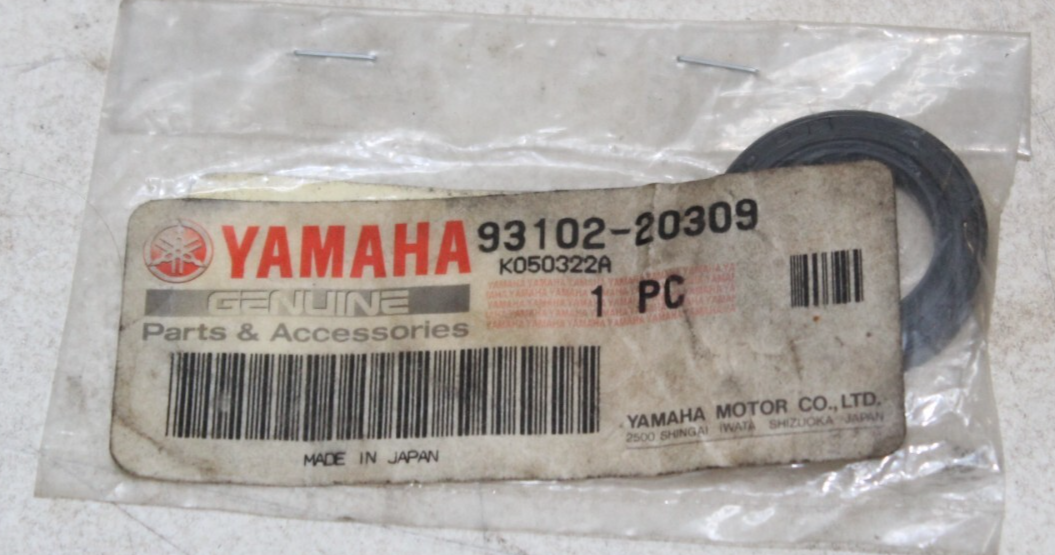 YAMAHA 93102-20309
K050322A
GENUINE
1 PC
Parts & Accessories
YAMAHA MOTOR CO., LTD.
2500 SHINGAI IWATA SHIZUOKA JAPAN
MADE IN JAPAN